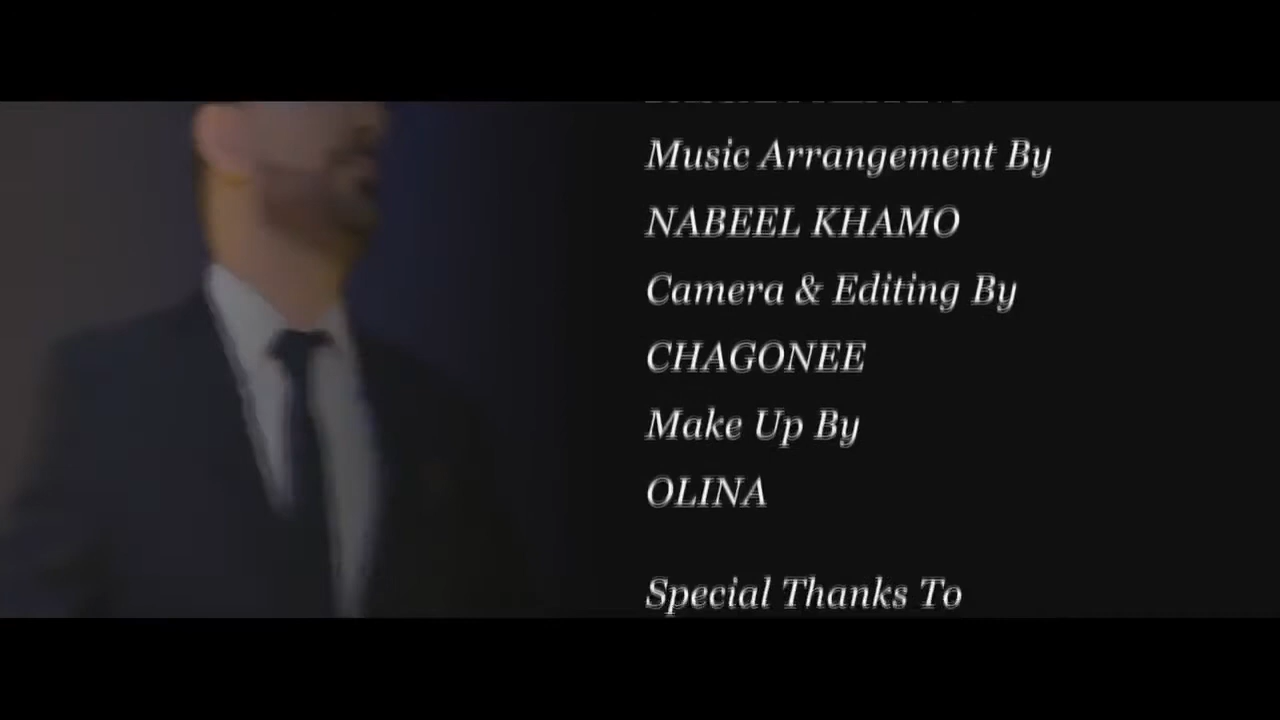 Music Arrangement By
NABEEL KHAMO
Camera & Editing By
CHAGONEE
Make Up By
OLINA
Special Thanks To